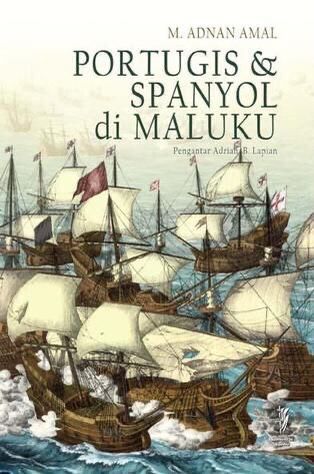 M. ADNAN AMAL
PORTUGIS &
SPANYOL
di MALUKU
Pengantar Adrian B. Lapian